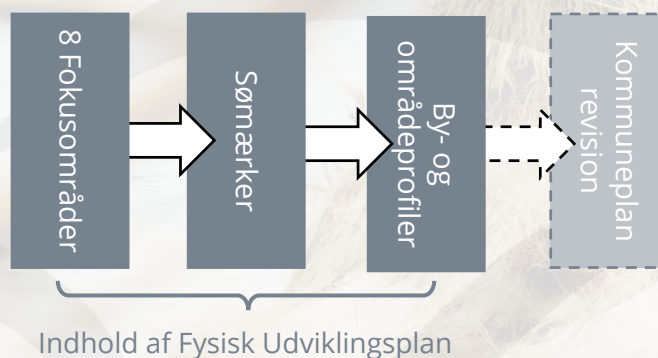 8 Fokusområder
Sømærker
By- og
områdeprofiler
Kommuneplan
revision
Indhold af Fysisk Udviklingsplan